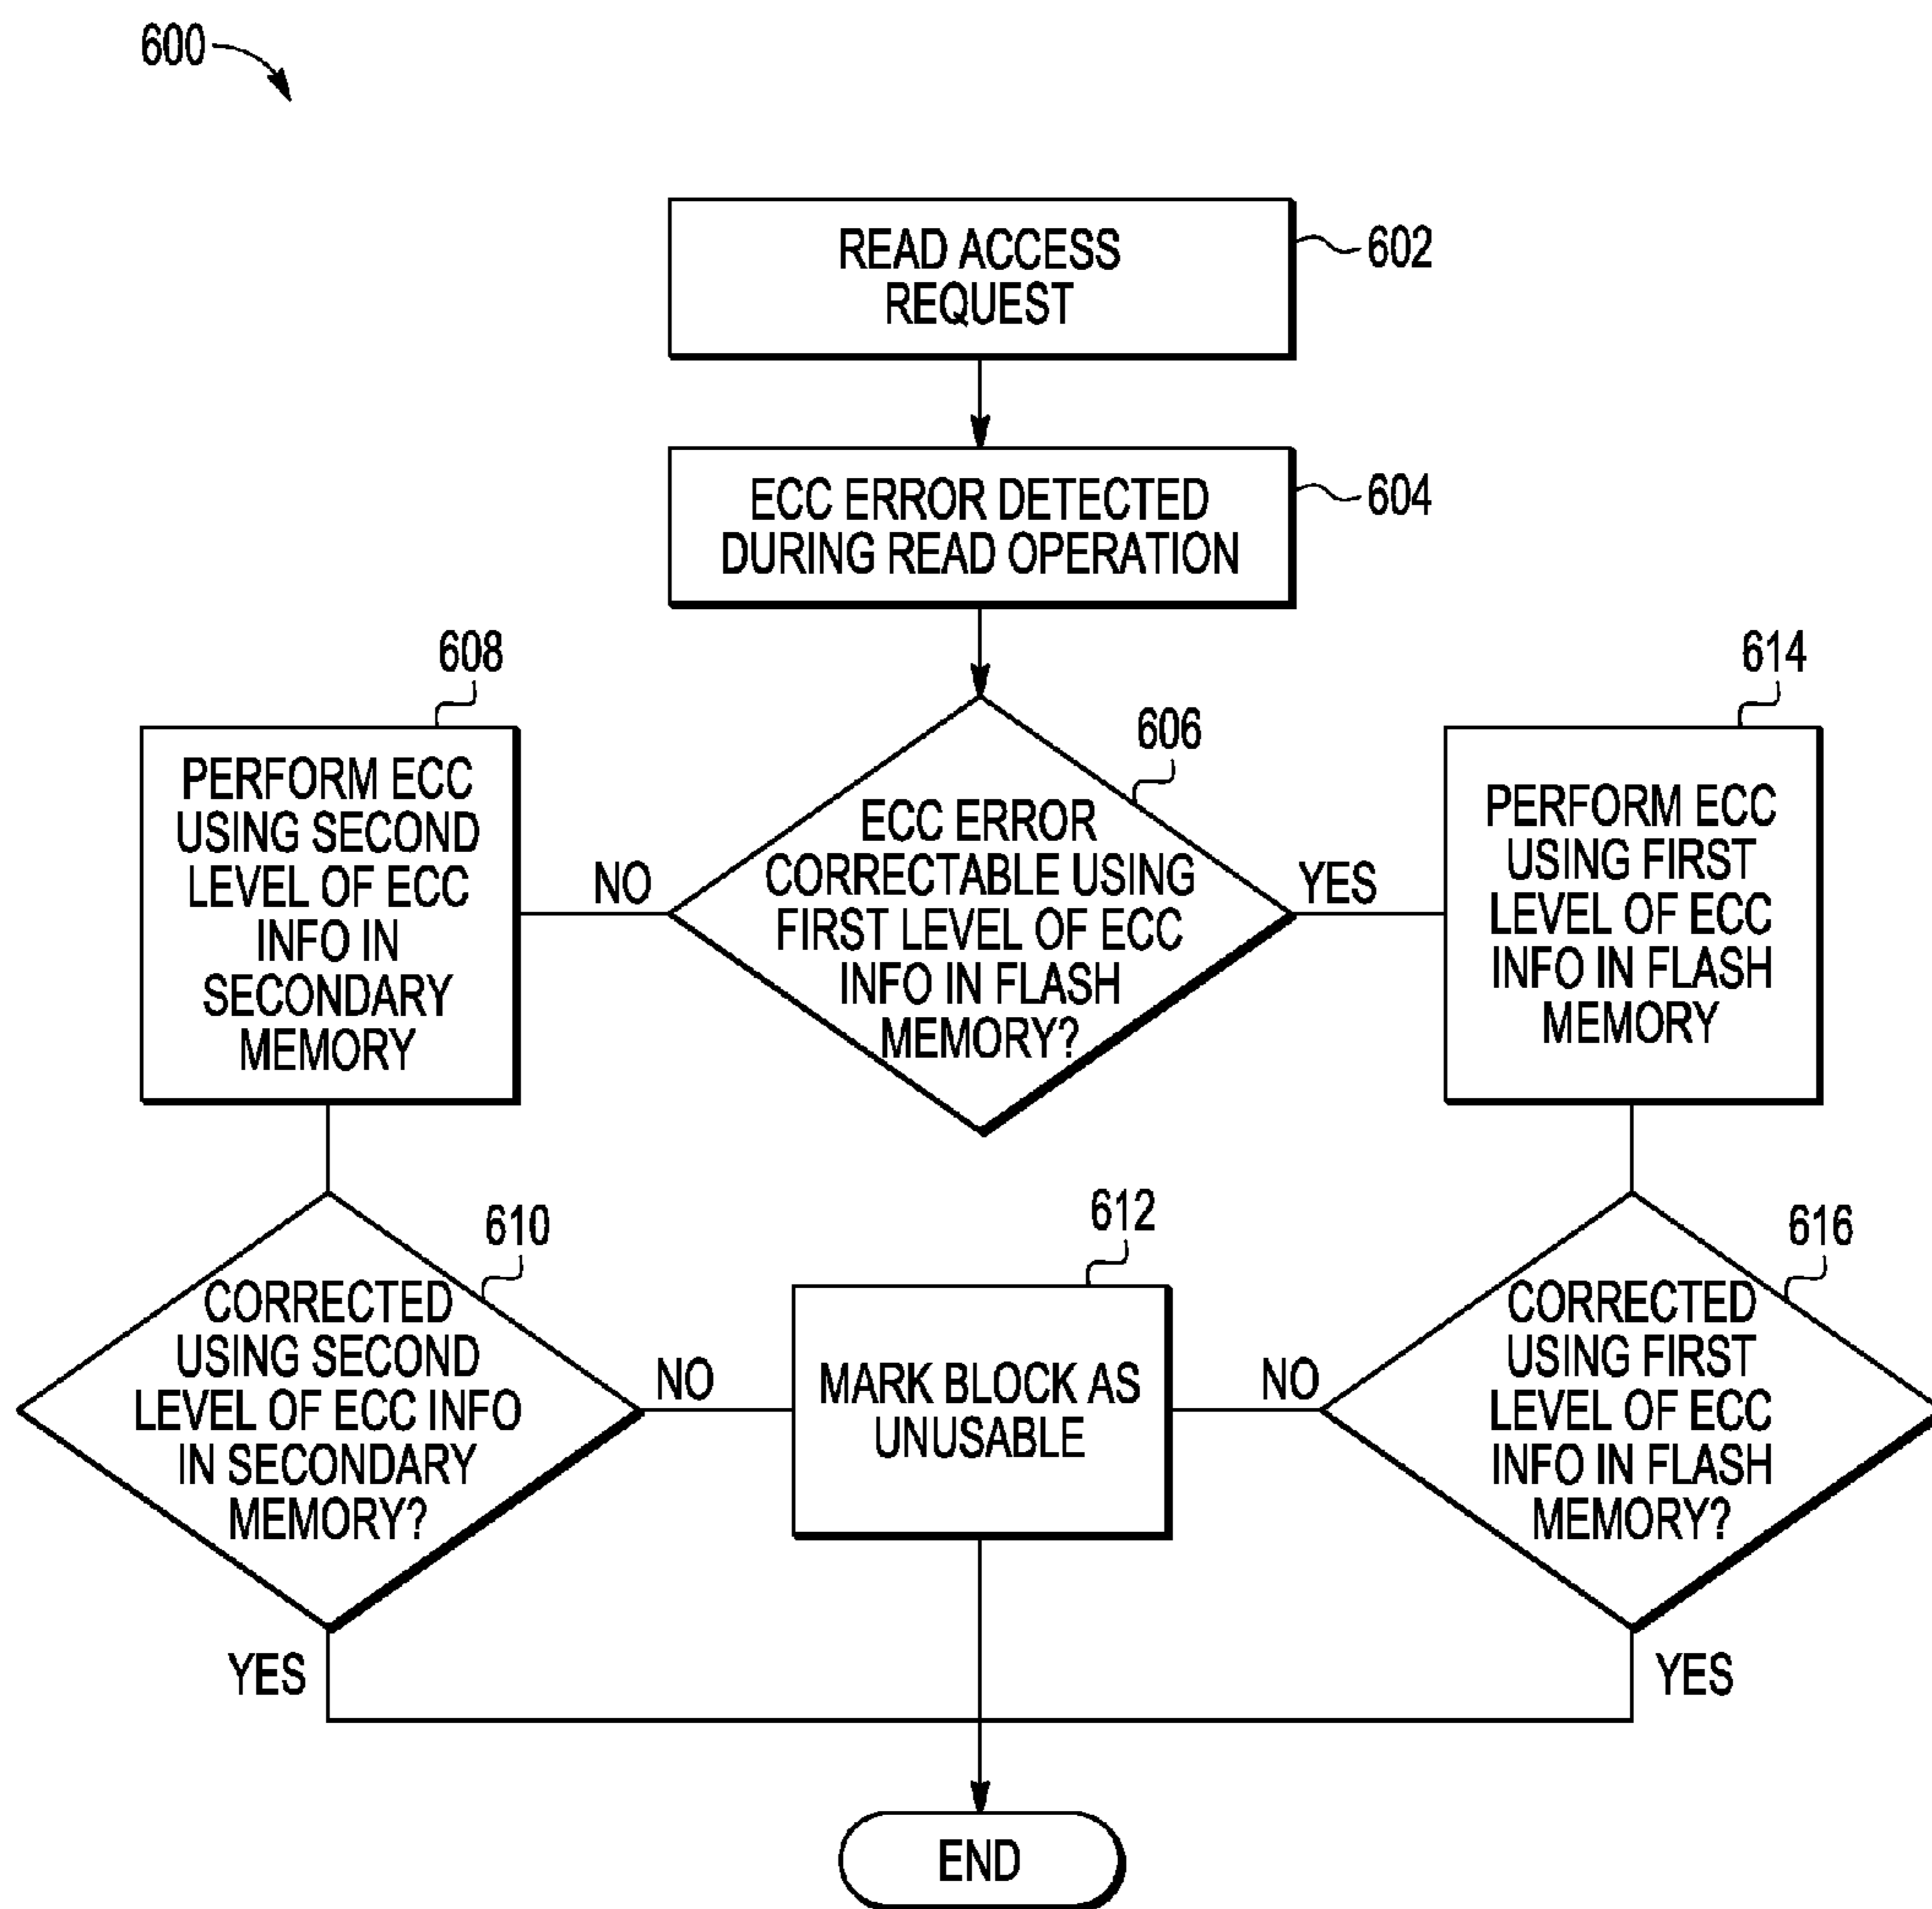 600
READ ACCESS
REQUEST
602
ECC ERROR DETECTED
DURING READ OPERATION
604
608
PERFORM ECC
USING SECOND
LEVEL OF ECC
INFO IN
SECONDARY
MEMORY
NO
606
ECC ERROR
CORRECTABLE USING
FIRST LEVEL OF ECC
INFO IN FLASH
MEMORY?
YES
614
PERFORM ECC
USING FIRST
LEVEL OF ECC
INFO IN FLASH
MEMORY
610
CORRECTED
USING SECOND
LEVEL OF ECC INFO
IN SECONDARY
MEMORY?
NO
612
MARK BLOCK AS
UNUSABLE
NO
616
CORRECTED
USING FIRST
LEVEL OF ECC
INFO IN FLASH
MEMORY?
YES
YES
END